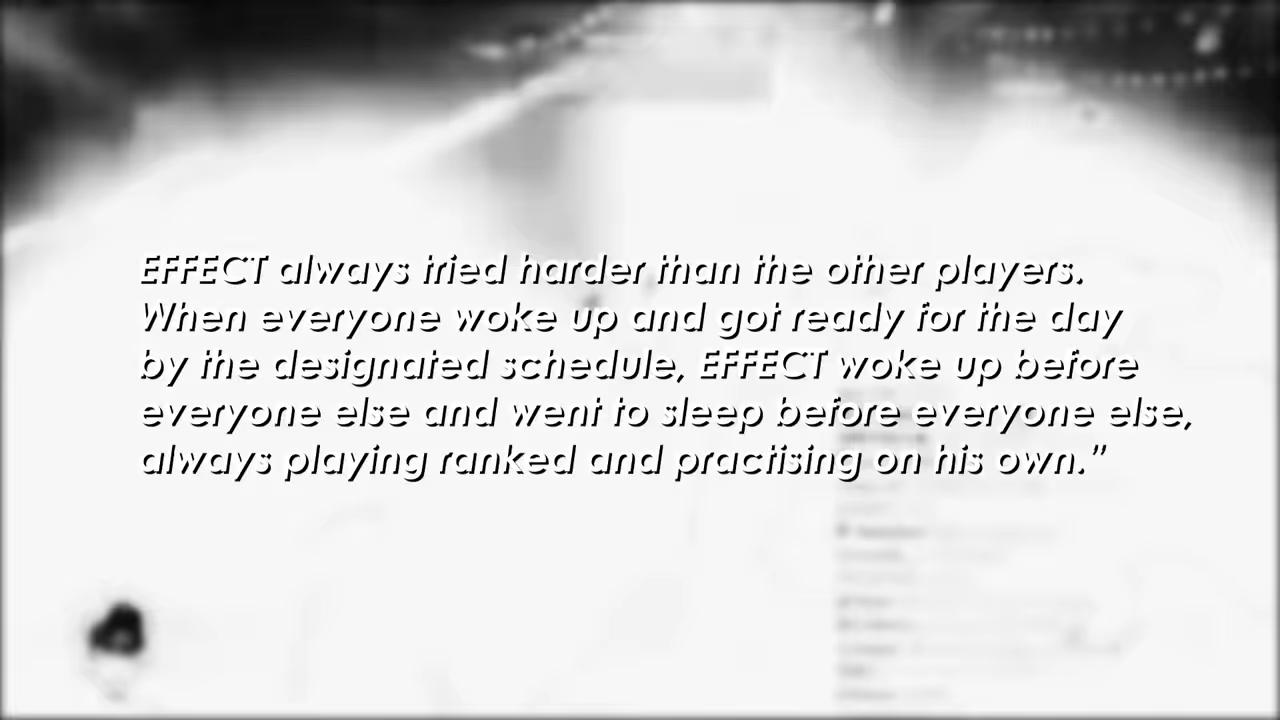 EFFECT always tried harder than the other players.
When everyone woke up and got ready for the day
by the designated schedule, EFFECT woke up before
everyone else and went to sleep before everyone else,
always playing ranked and practising on his own.”